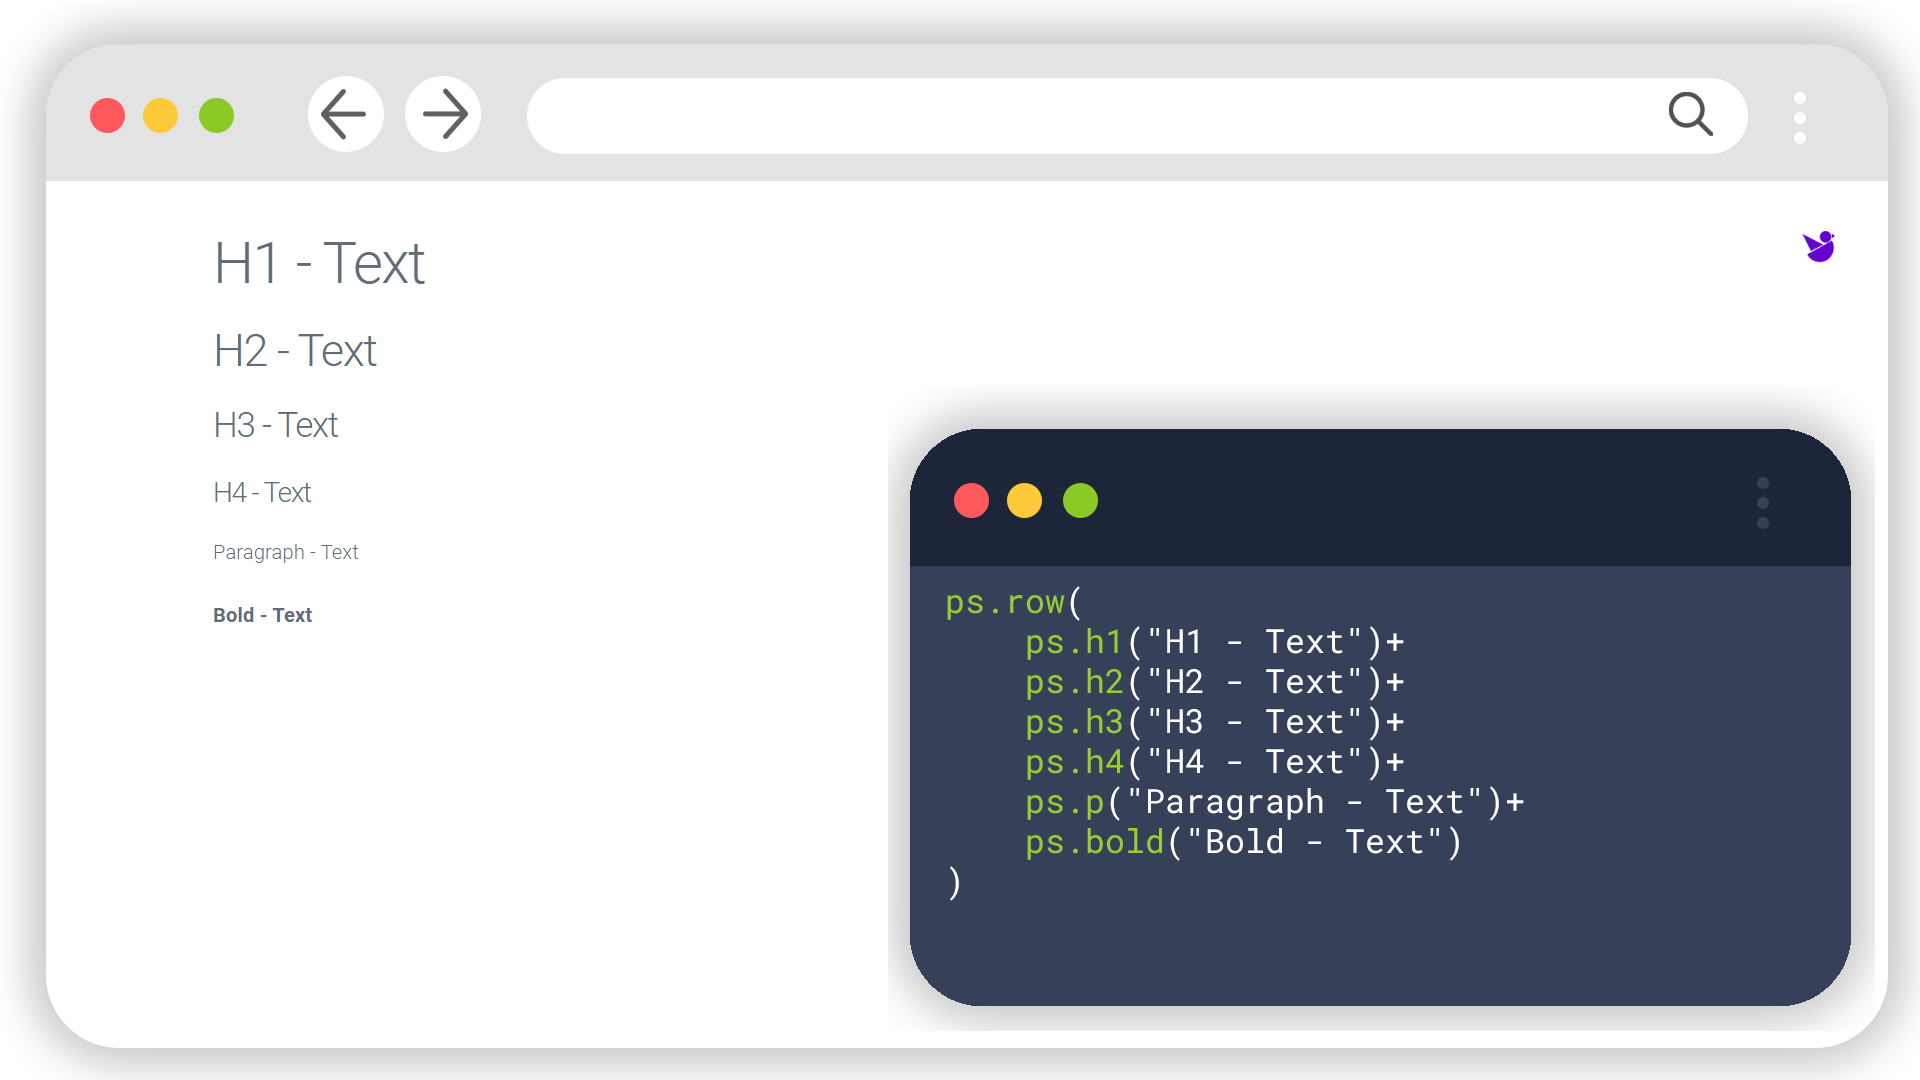 H1 - Text
H2 - Text
H3 - Text
H4 - Text
Paragraph - Text
Bold - Text
ps.row(
    ps.h1("H1 - Text")+
    ps.h2("H2 - Text")+
    ps.h3("H3 - Text")+
    ps.h4("H4 - Text")+
    ps.p("Paragraph - Text")+
    ps.bold("Bold - Text")
)